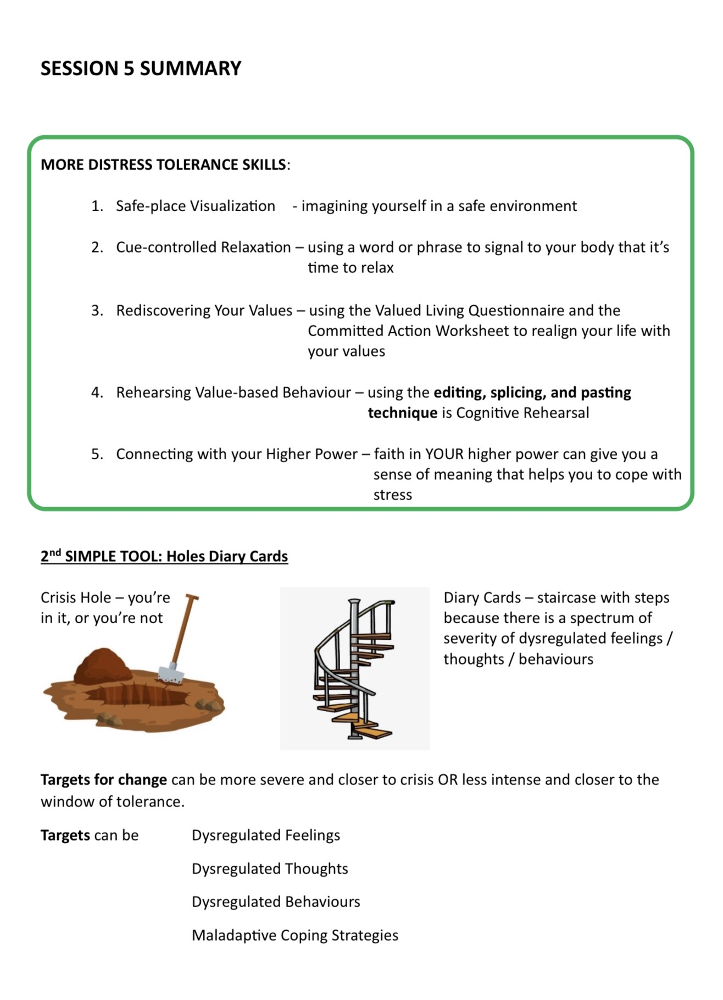 SESSION 5 SUMMARY
MORE DISTRESS TOLERANCE SKILLS:
1. Safe-place Visualization - imagining yourself in a safe environment
2. Cue-controlled Relaxation – using a word or phrase to signal to your body that it’s
time to relax
3. Rediscovering Your Values – using the Valued Living Questionnaire and the
Committed Action Worksheet to realign your life with
your values
4. Rehearsing Value-based Behaviour – using the editing, splicing, and pasting
technique is Cognitive Rehearsal
5. Connecting with your Higher Power – faith in YOUR higher power can give you a
sense of meaning that helps you to cope with
stress
2nd SIMPLE TOOL: Holes Diary Cards
Crisis Hole – you’re
in it, or you’re not
Diary Cards – staircase with steps
because there is a spectrum of
severity of dysregulated feelings /
thoughts / behaviours
Targets for change can be more severe and closer to crisis OR less intense and closer to the
window of tolerance.
Targets can be Dysregulated Feelings
Dysregulated Thoughts
Dysregulated Behaviours
Maladaptive Coping Strategies